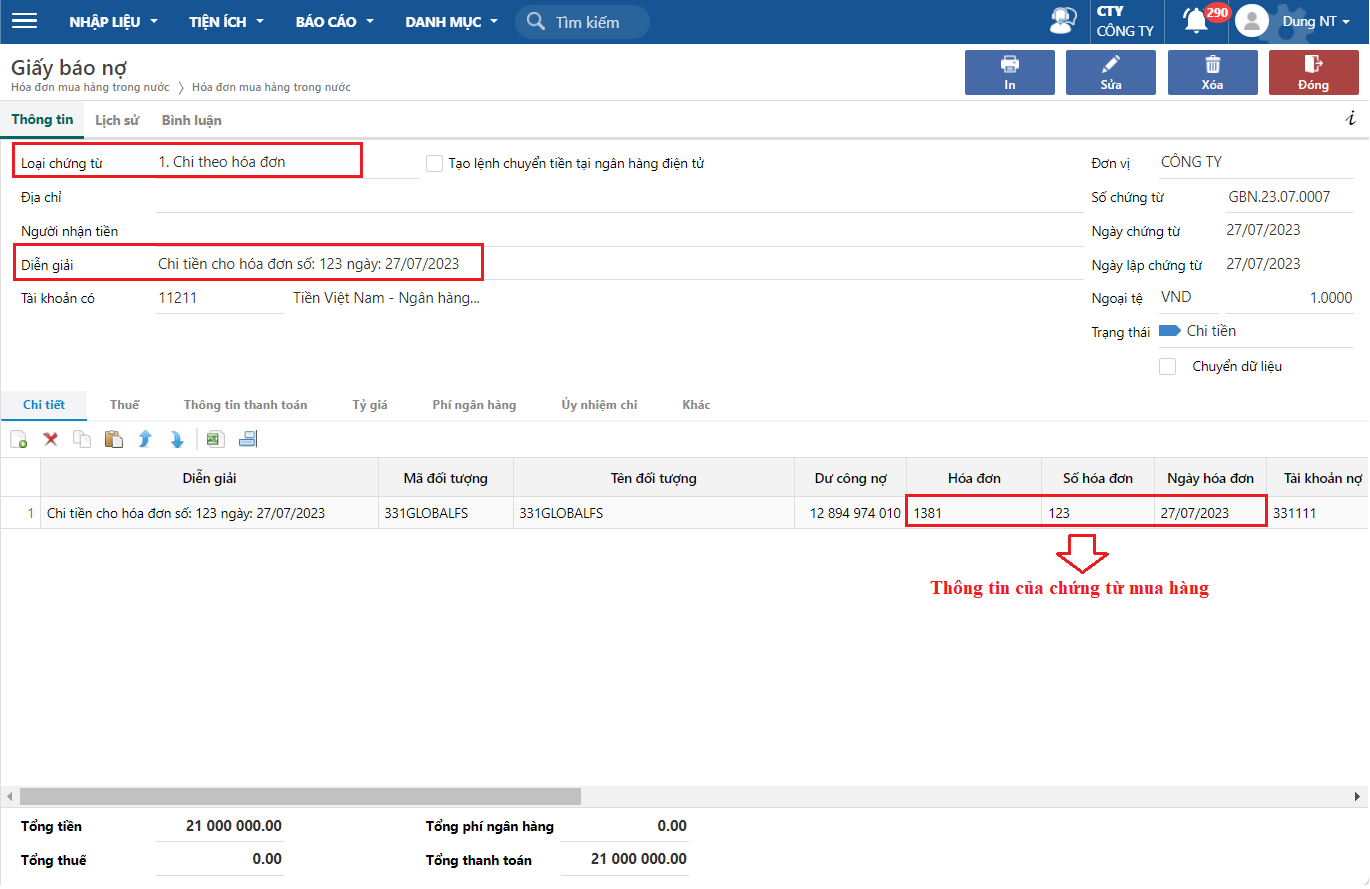 NHẬP LIỆU TIỆN ÍCH BÁO CÁO DANH MỤC Tìm kiếm CTY CÔNG TY 290 Dung NT
Giấy báo nợ
Hóa đơn mua hàng trong nước 〉 Hóa đơn mua hàng trong nước
In Sửa Xóa Đóng
Thông tin Lịch sử Bình luận i
Loại chứng từ 1. Chi theo hóa đơn Tạo lệnh chuyển tiền tại ngân hàng điện tử Đơn vị CÔNG TY
Địa chỉ Số chứng từ GBN.23.07.0007
Người nhận tiền Ngày chứng từ 27/07/2023
Diễn giải Chi tiền cho hóa đơn số: 123 ngày: 27/07/2023 Ngày lập chứng từ 27/07/2023
Tài khoản có 11211 Tiền Việt Nam - Ngân hàng... Ngoại tệ VND 1.0000
Trạng thái Chi tiền
Chuyển dữ liệu
Chi tiết Thuế Thông tin thanh toán Tỷ giá Phí ngân hàng Ủy nhiệm chi Khác
Diễn giải Mã đối tượng Tên đối tượng Dư công nợ Hóa đơn Số hóa đơn Ngày hóa đơn Tài khoản nợ
1 Chi tiền cho hóa đơn số: 123 ngày: 27/07/2023 331GLOBALFS 331GLOBALFS 12 894 974 010 1381 123 27/07/2023 331111
Thông tin của chứng từ mua hàng
Tổng tiền 21 000 000.00 Tổng phí ngân hàng 0.00
Tổng thuế 0.00 Tổng thanh toán 21 000 000.00